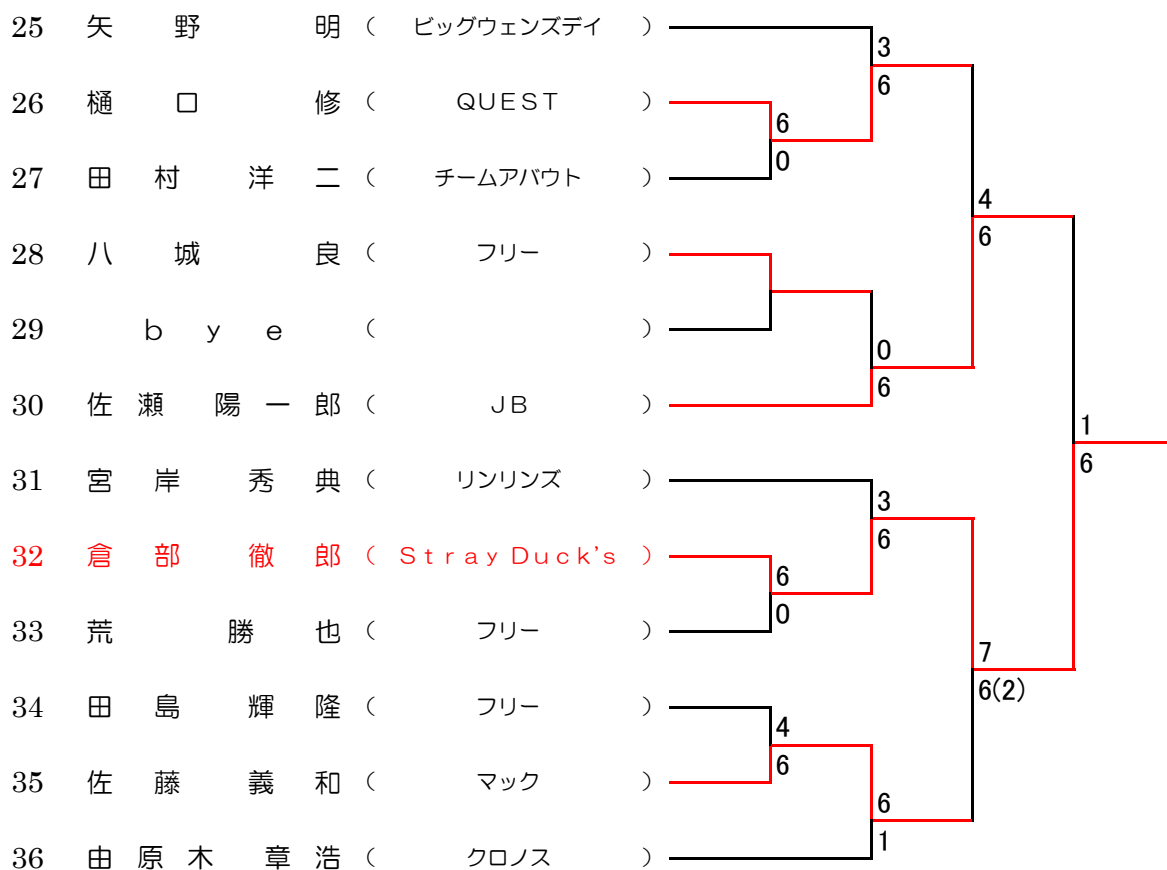 25 矢野 明 ( ビッグウェンズデイ )
3
6
26 樋口 修 ( QUEST )
6
0
27 田村 洋二 ( チームアバウト )
4
6
28 八城 良 ( フリー )
29 bye ( )
0
6
30 佐瀬 陽一郎 ( JB )
1
6
31 宮岸 秀典 ( リンリンズ )
3
6
32 倉部 徹郎 ( Stray Duck's )
6
0
33 荒 勝也 ( フリー )
7
6(2)
34 田島 輝隆 ( フリー )
4
6
35 佐藤 義和 ( マック )
6
1
36 由原木 章浩 ( クロノス )